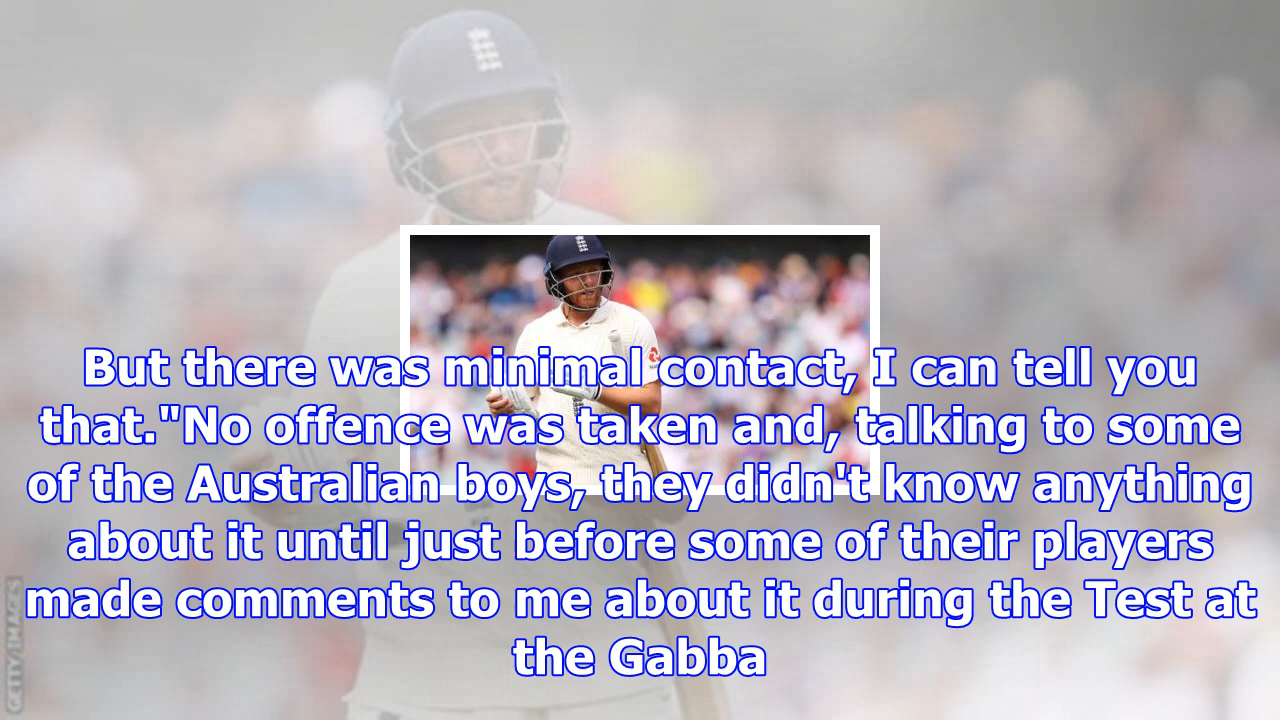 But there was minimal contact, I can tell you
that."No offence was taken and, talking to some
of the Australian boys, they didn't know anything
about it until just before some of their players
made comments to me about it during the Test at
the Gabba
GETTY IMAGES